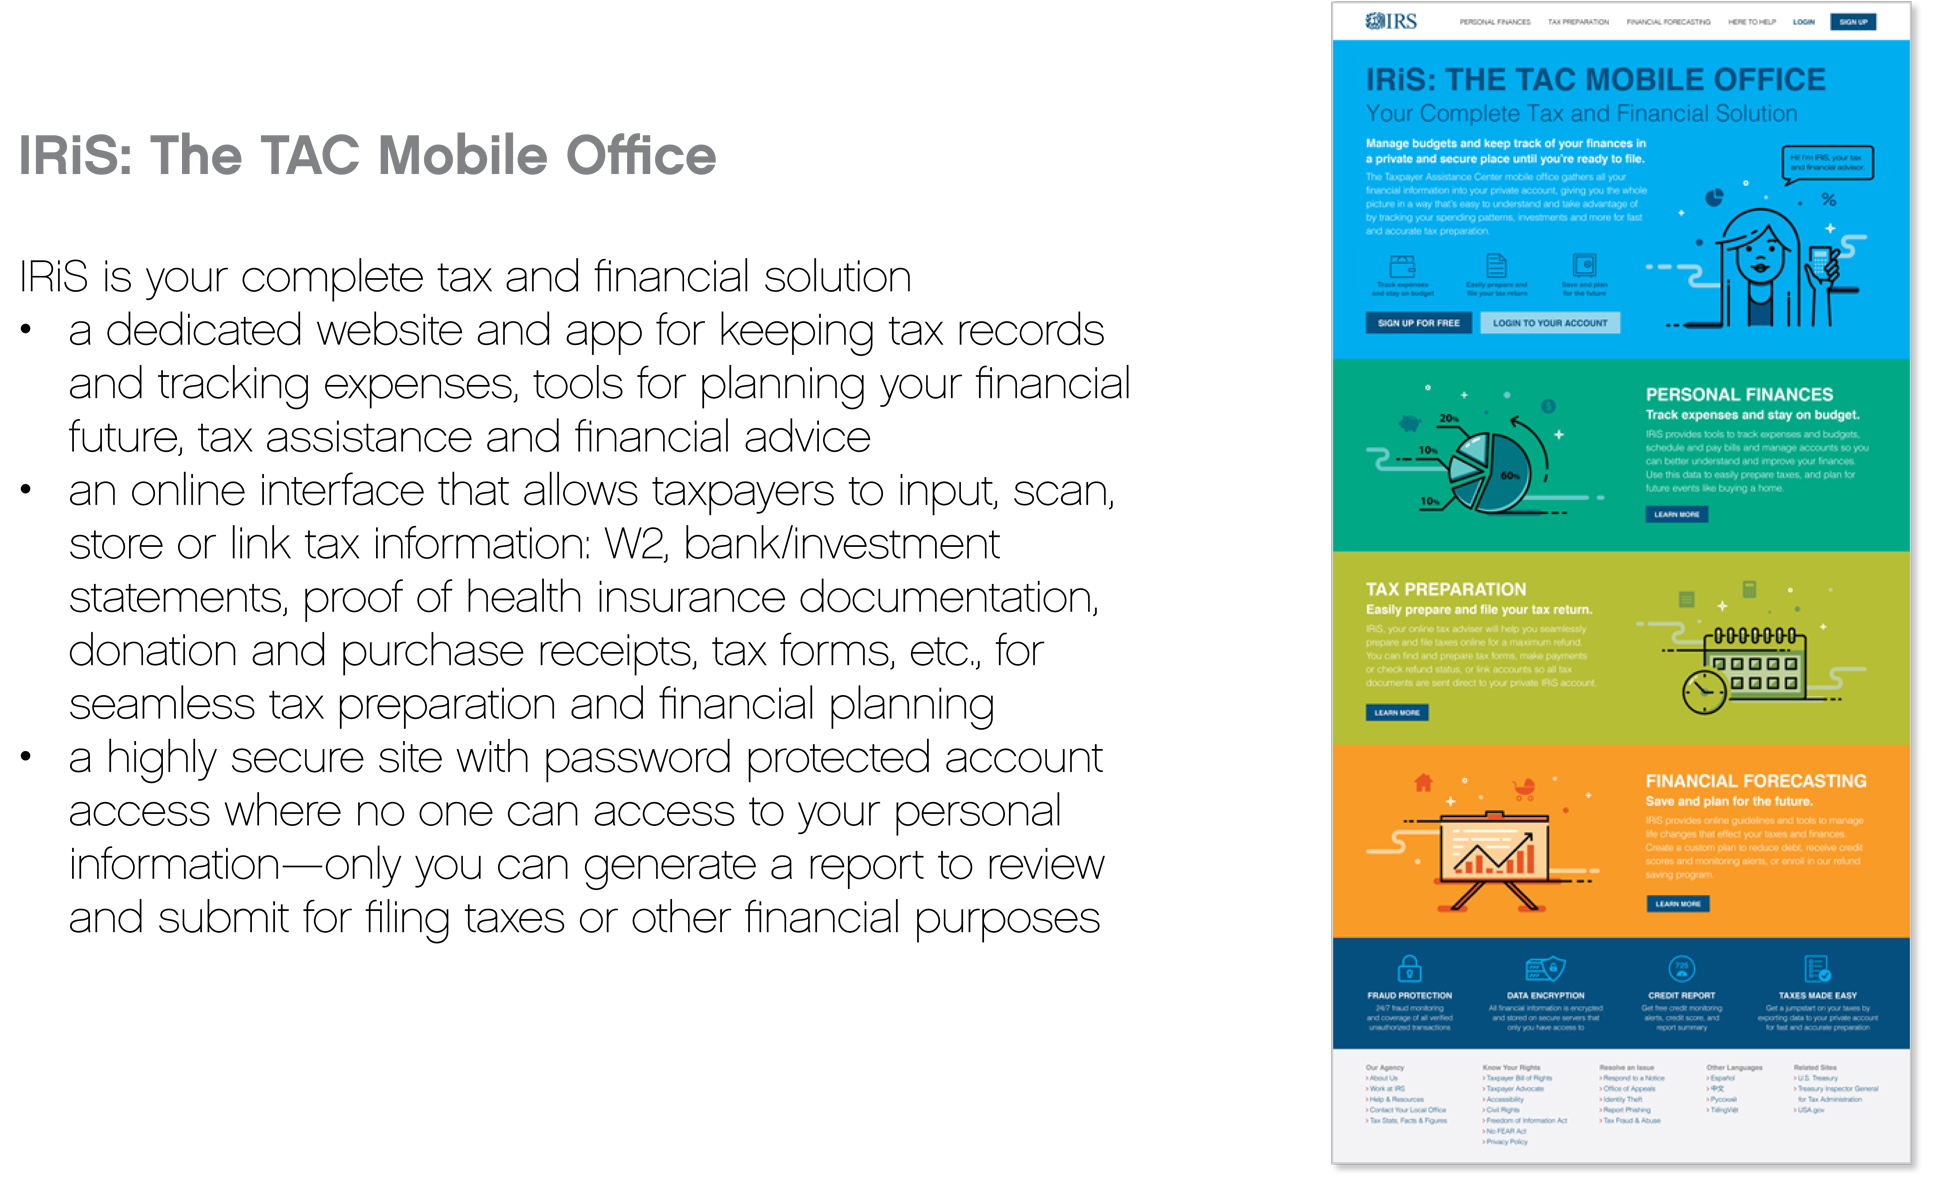 IRiS: The TAC Mobile Office
IRiS is your complete tax and financial solution
• a dedicated website and app for keeping tax records
and tracking expenses, tools for planning your financial
future, tax assistance and financial advice
• an online interface that allows taxpayers to input, scan,
store or link tax information: W2, bank/investment
statements, proof of health insurance documentation,
donation and purchase receipts, tax forms, etc., for
seamless tax preparation and financial planning
• a highly secure site with password protected account
access where no one can access to your personal
information—only you can generate a report to review
and submit for filing taxes or other financial purposes
IRS
PERSONAL FINANCES TAX PREPARATION FINANCIAL FORECASTING HERE TO HELP LOGIN SIGN UP
IRiS: THE TAC MOBILE OFFICE
Your Complete Tax and Financial Solution
Manage budgets and keep track of your finances in
a private and secure place until you're ready to file.
The Taxpayer Assistance Center mobile office gathers all your
financial information into your private account, giving you the whole
picture in a way that's easy to understand and take advantage of
by tracking your spending patterns, investments and more for fast
and accurate tax preparation.
Hi! I'm IRiS, your tax
and financial advisor.
%
Track expenses
and stay on budget
Easily prepare and
file your tax return
Save and plan
for the future
SIGN UP FOR FREE
LOGIN TO YOUR ACCOUNT
20%
10%
10%
60%
$
PERSONAL FINANCES
Track expenses and stay on budget.
IRiS provides tools to track expenses and budgets,
schedule and pay bills and manage accounts so you
can better understand and improve your finances.
Use this data to easily prepare taxes, and plan for
future events like buying a home.
LEARN MORE
TAX PREPARATION
Easily prepare and file your tax return.
IRiS, your online tax adviser will help you seamlessly
prepare and file taxes online for a maximum refund.
You can find and prepare tax forms, make payments
or check refund status, or link accounts so all tax
documents are sent direct to your private IRiS account.
LEARN MORE
FINANCIAL FORECASTING
Save and plan for the future.
IRiS provides online guidelines and tools to manage
life changes that effect your taxes and finances.
Create a custom plan to reduce debt, receive credit
scores and monitoring alerts, or enroll in our refund
saving program.
LEARN MORE
FRAUD PROTECTION
24/7 fraud monitoring
and coverage of all verified
unauthorized transactions
DATA ENCRYPTION
All financial information is encrypted
and stored on secure servers that
only you have access to
725
CREDIT REPORT
Get free credit monitoring
alerts, credit score, and
report summary
TAXES MADE EASY
Get a jumpstart on your taxes by
exporting data to your private account
for fast and accurate preparation
Our Agency
› About Us
› Work at IRS
› Help & Resources
› Contact Your Local Office
› Tax Stats, Facts & Figures
Know Your Rights
› Taxpayer Bill of Rights
› Taxpayer Advocate
› Accessibility
› Civil Rights
› Freedom of Information Act
› No FEAR Act
› Privacy Policy
Resolve an Issue
› Respond to a Notice
› Office of Appeals
› Identity Theft
› Report Phishing
› Tax Fraud & Abuse
Other Languages
› Español
› 中文
› Русский
› TiếngViệt
Related Sites
› U.S. Treasury
› Treasury Inspector General
for Tax Administration
› USA.gov